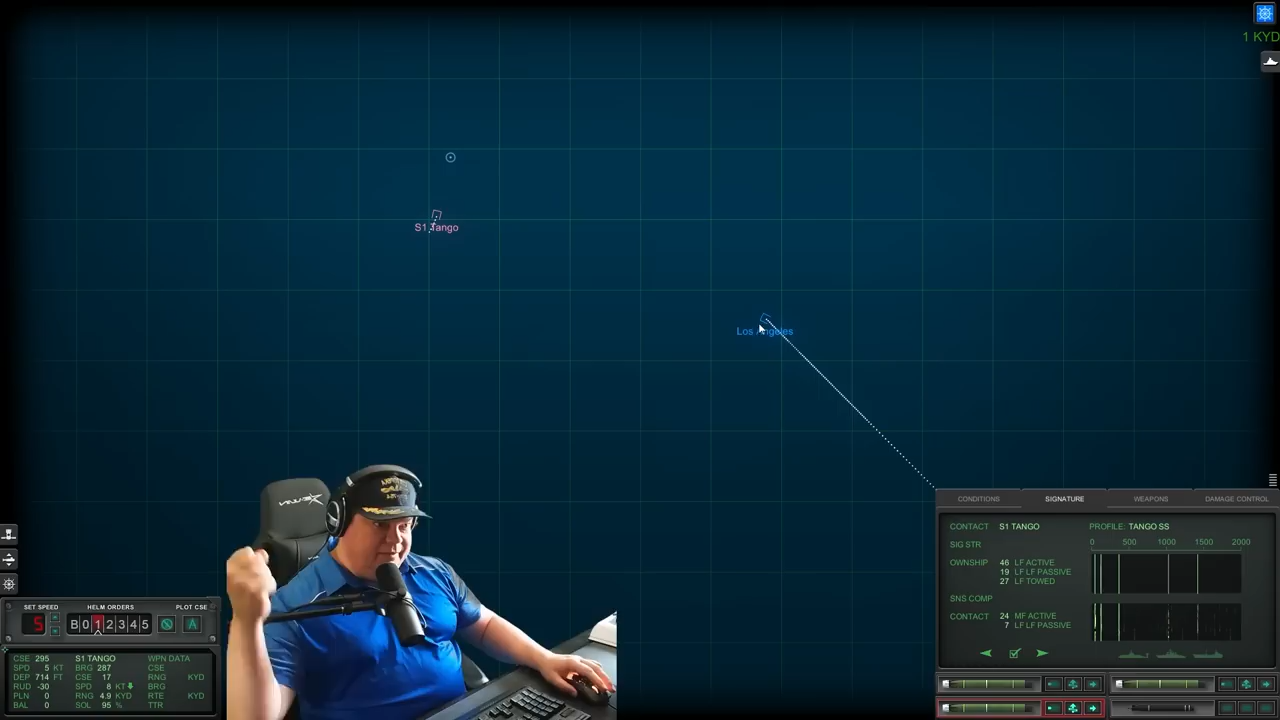 1 KYD
S1 Tango
Los Angeles
CONDITIONS SIGNATURE WEAPONS DAMAGE CONTROL
CONTACT S1 TANGO PROFILE: TANGO SS
SIG STR 0 500 1000 1500 2000
OWNSHIP 46 LF ACTIVE
19 LF LF PASSIVE
27 LF TOWED
SNS COMP
CONTACT 24 MF ACTIVE
7 LF LF PASSIVE
SET SPEED HELM ORDERS PLOT CSE
5 B 0 1 2 3 4 5 A
CSE 295 S1 TANGO WPN DATA
SPD 5 KT BRG 287 CSE
DEP 714 FT CSE 17 RNG KYD
RUD -30 SPD 8 KT BRG
PLN 0 RNG 4.9 KYD RTE KYD
BAL 0 SOL 95 % TTR